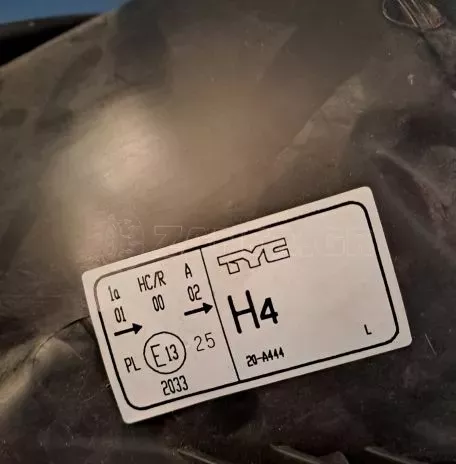 1a HC/R A
01 00 02
PL E13 25
2033
TYC
H4
20-A444 L